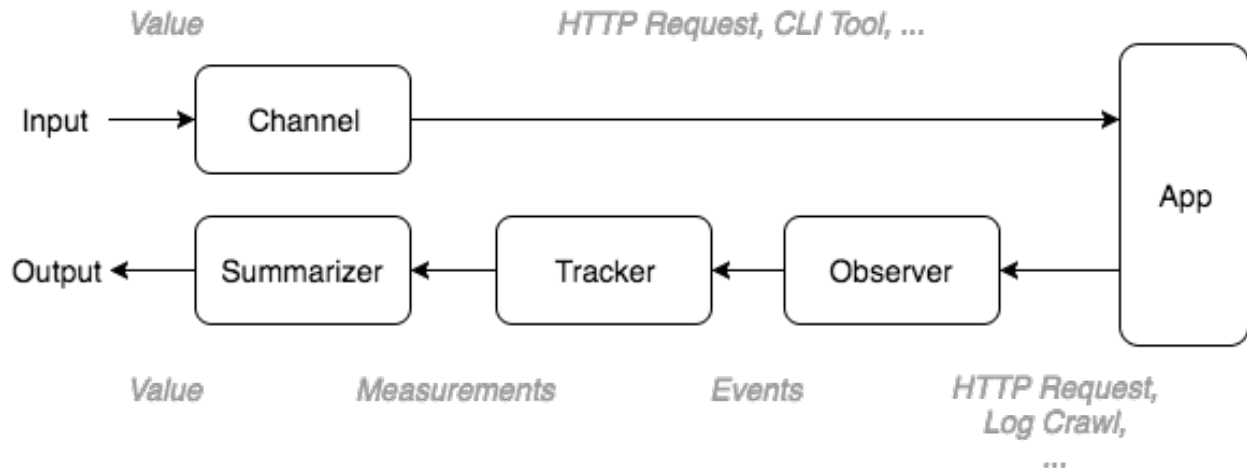 Value
HTTP Request, CLI Tool, ...
Input
Channel
App
Output
Summarizer
Tracker
Observer
Value
Measurements
Events
HTTP Request,
Log Crawl,
...